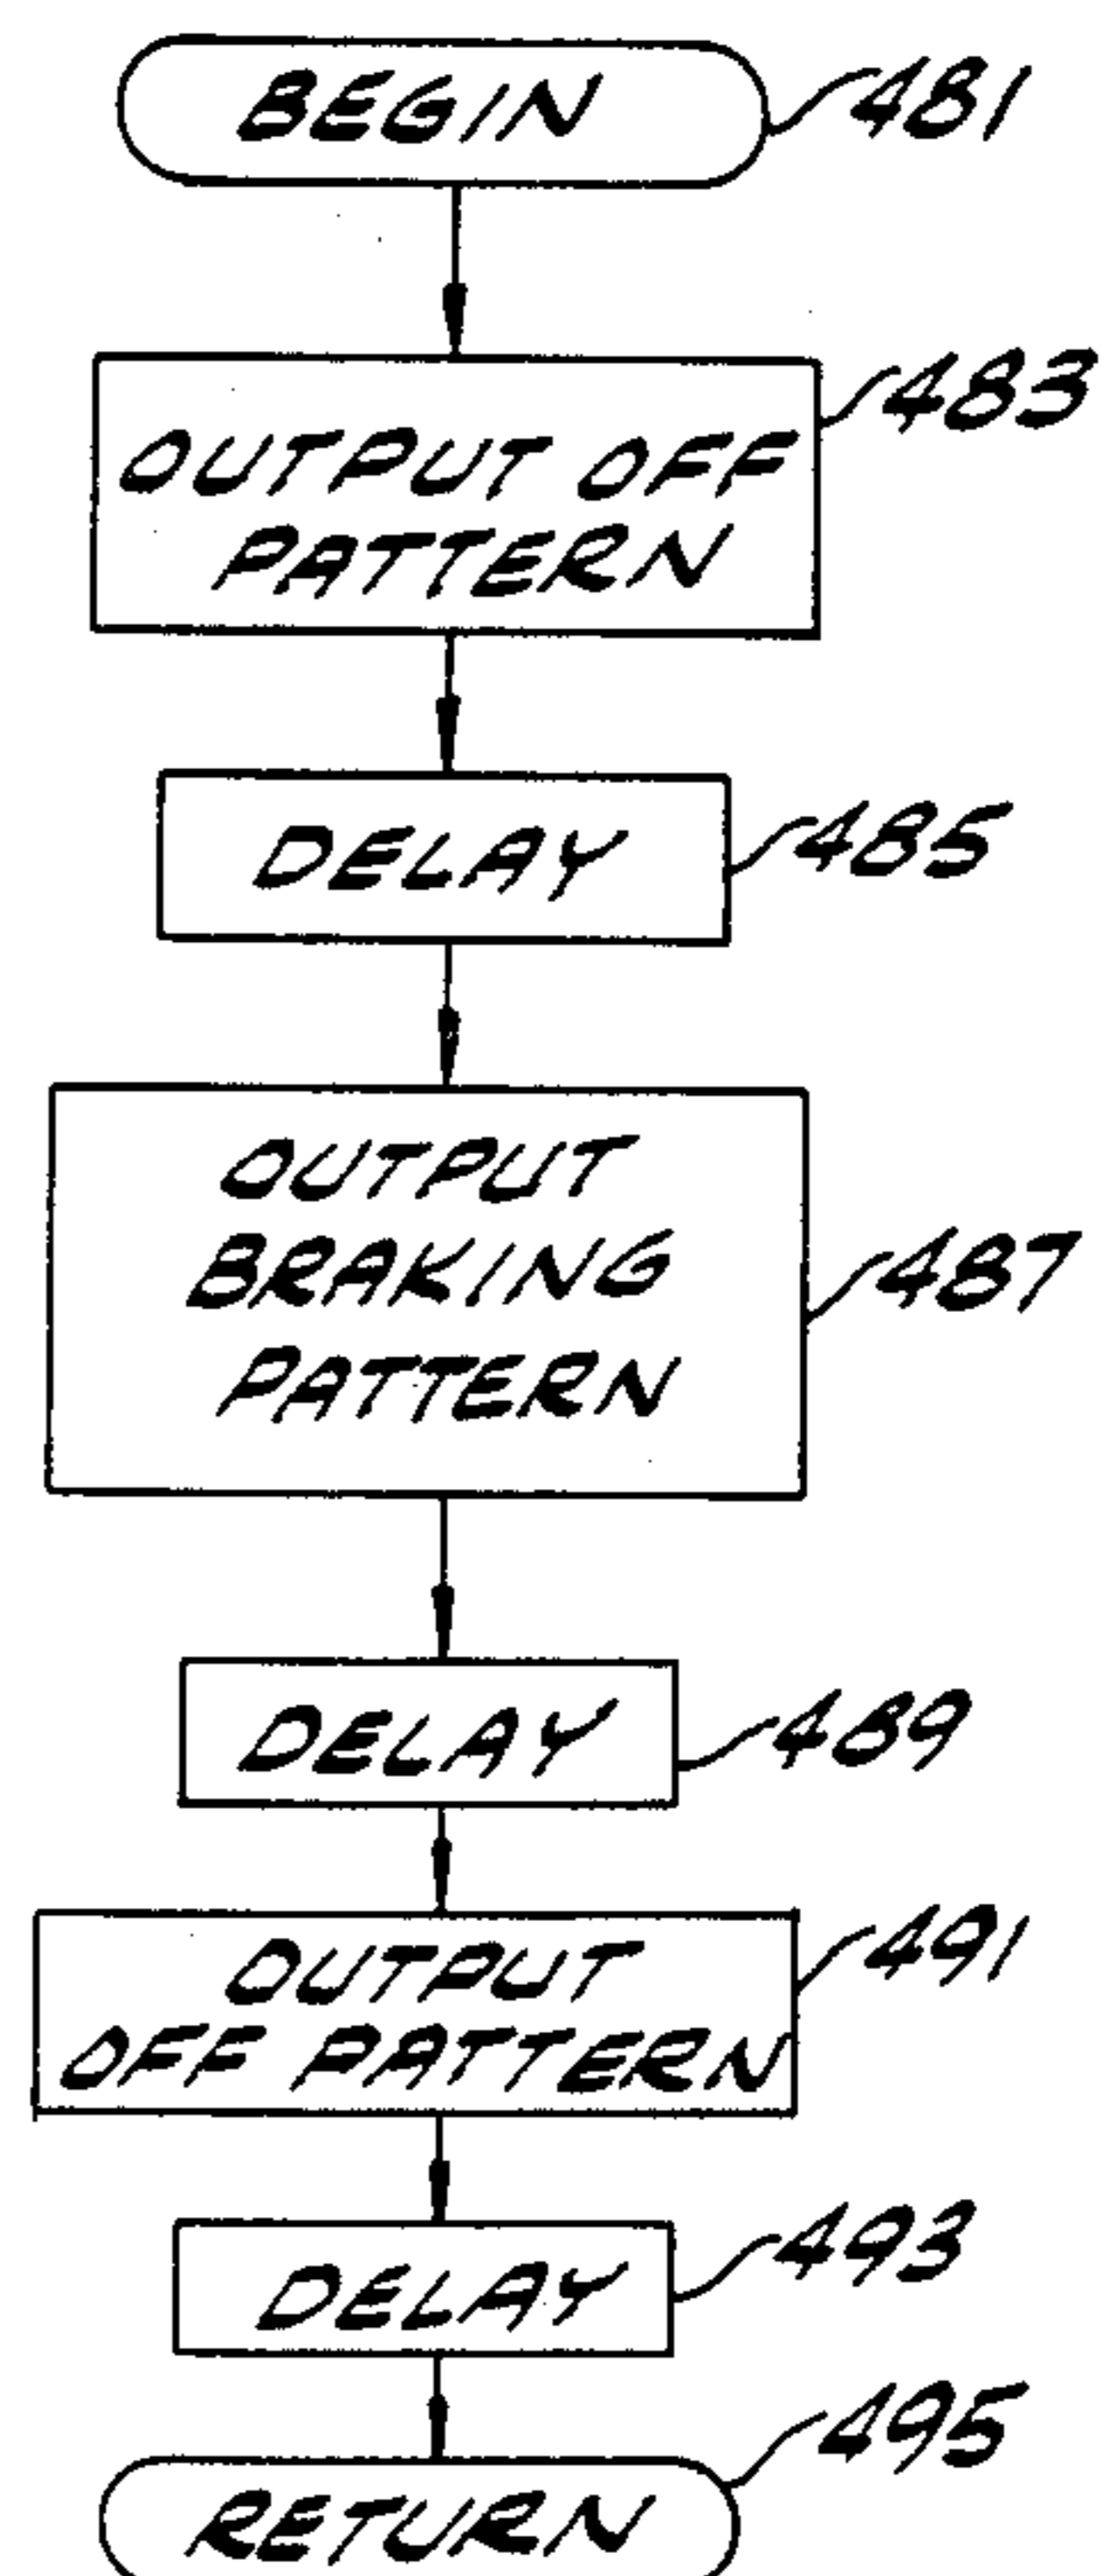 BEGIN
481
483
OUTPUT OFF
PATTERN
DELAY
485
OUTPUT
BRAKING
PATTERN
487
DELAY
489
OUTPUT
OFF PATTERN
491
DELAY
493
495
RETURN